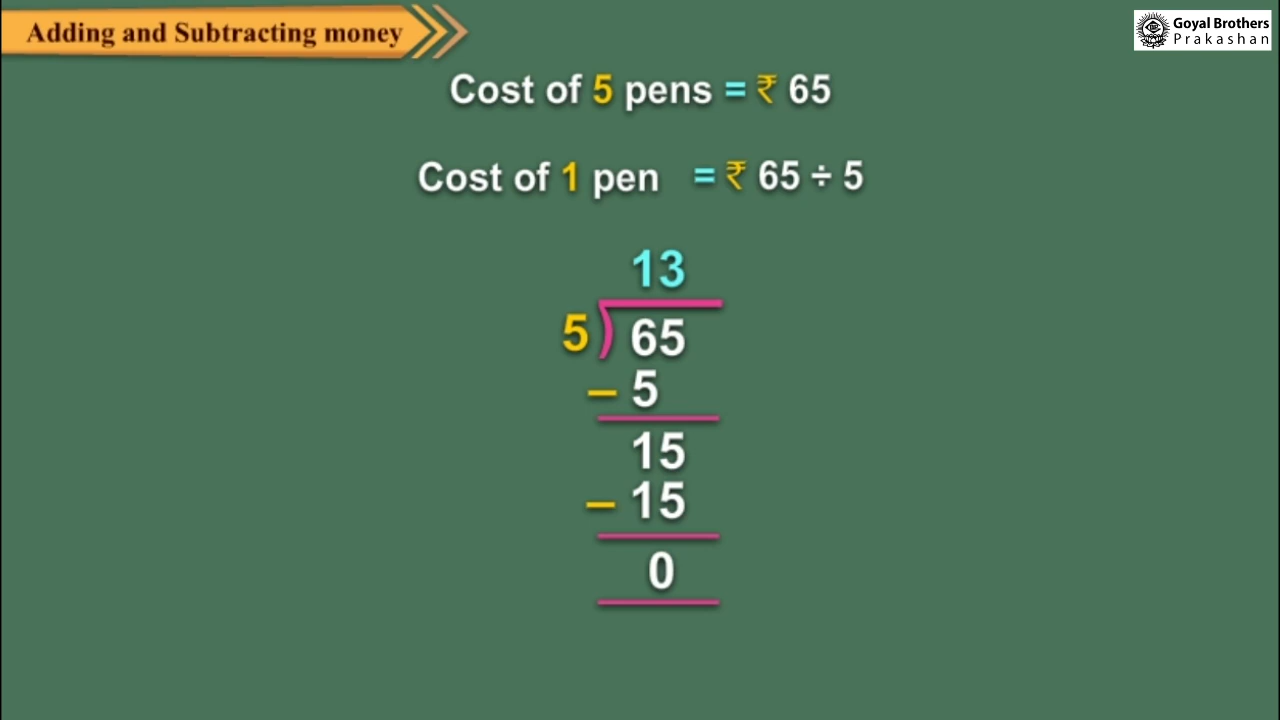 Adding and Subtracting money
Goyal Brothers
Prakashan
Cost of 5 pens = ₹ 65
Cost of 1 pen = ₹ 65 ÷ 5
13
5 ) 65
– 5
15
– 15
0